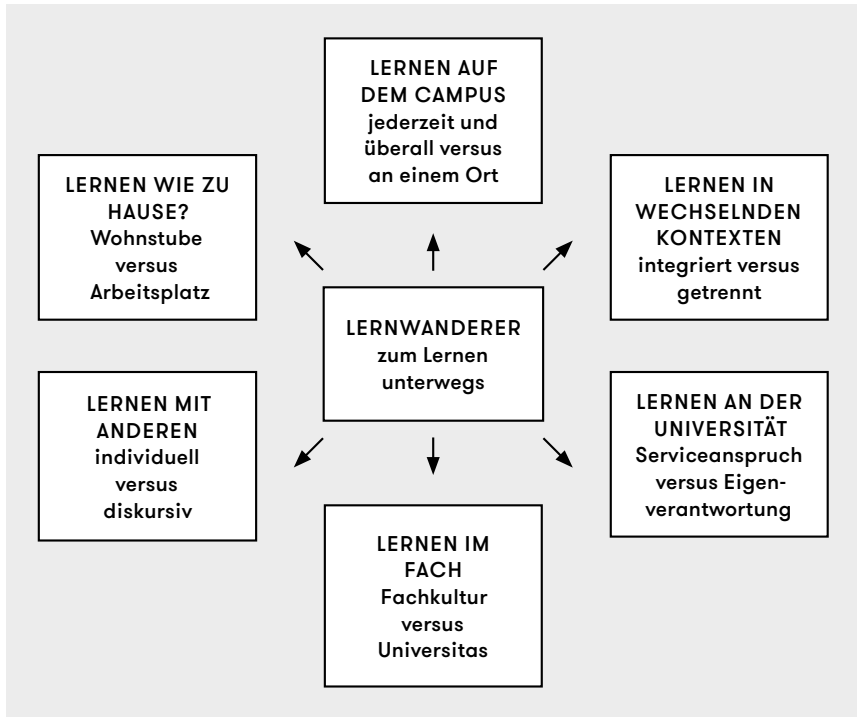 LERNEN AUF
DEM CAMPUS
jederzeit und
überall versus
an einem Ort
LERNEN WIE ZU
HAUSE?
Wohnstube
versus
Arbeitsplatz
LERNEN IN
WECHSELNDEN
KONTEXTEN
integriert versus
getrennt
LERNWANDERER
zum Lernen
unterwegs
LERNEN MIT
ANDEREN
individuell
versus
diskursiv
LERNEN AN DER
UNIVERSITÄT
Serviceanspruch
versus Eigen-
verantwortung
LERNEN IM
FACH
Fachkultur
versus
Universitas